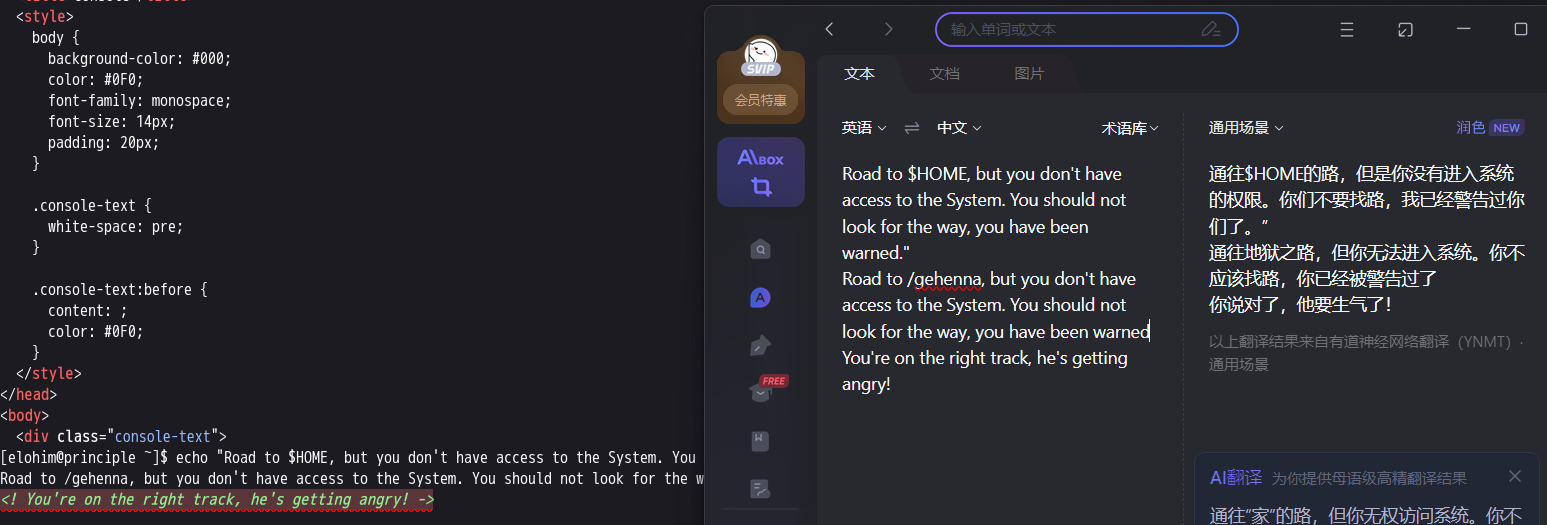 <style>
body {
background-color: #000;
color: #0F0;
font-family: monospace;
font-size: 14px;
padding: 20px;
}
.console-text {
white-space: pre;
}
.console-text:before {
content: ;
color: #0F0;
}
</style>
</head>
<body>
<div class="console-text">
[elohim@principle ~]$ echo "Road to $HOME, but you don't have access to the System. You
Road to /gehenna, but you don't have access to the System. You should not look for the w
<! You're on the right track, he's getting angry! ->
输入单词或文本
SVIP
会员特惠
AI BOX
FREE
文本
文档
图片
英语
中文
术语库
Road to $HOME, but you don't have
access to the System. You should not
look for the way, you have been
warned."
Road to /gehenna, but you don't have
access to the System. You should not
look for the way, you have been warned
You're on the right track, he's getting
angry!
通用场景
润色 NEW
通往$HOME的路，但是你没有进入系统
的权限。你们不要找路，我已经警告过你
们了。”
通往地狱之路，但你无法进入系统。你不
应该找路，你已经被警告过了
你说对了，他要生气了！
以上翻译结果来自有道神经网络翻译（YNMT）·
通用场景
AI翻译 为你提供母语级高精翻译结果
通往“家”的路，但你无权访问系统。你不